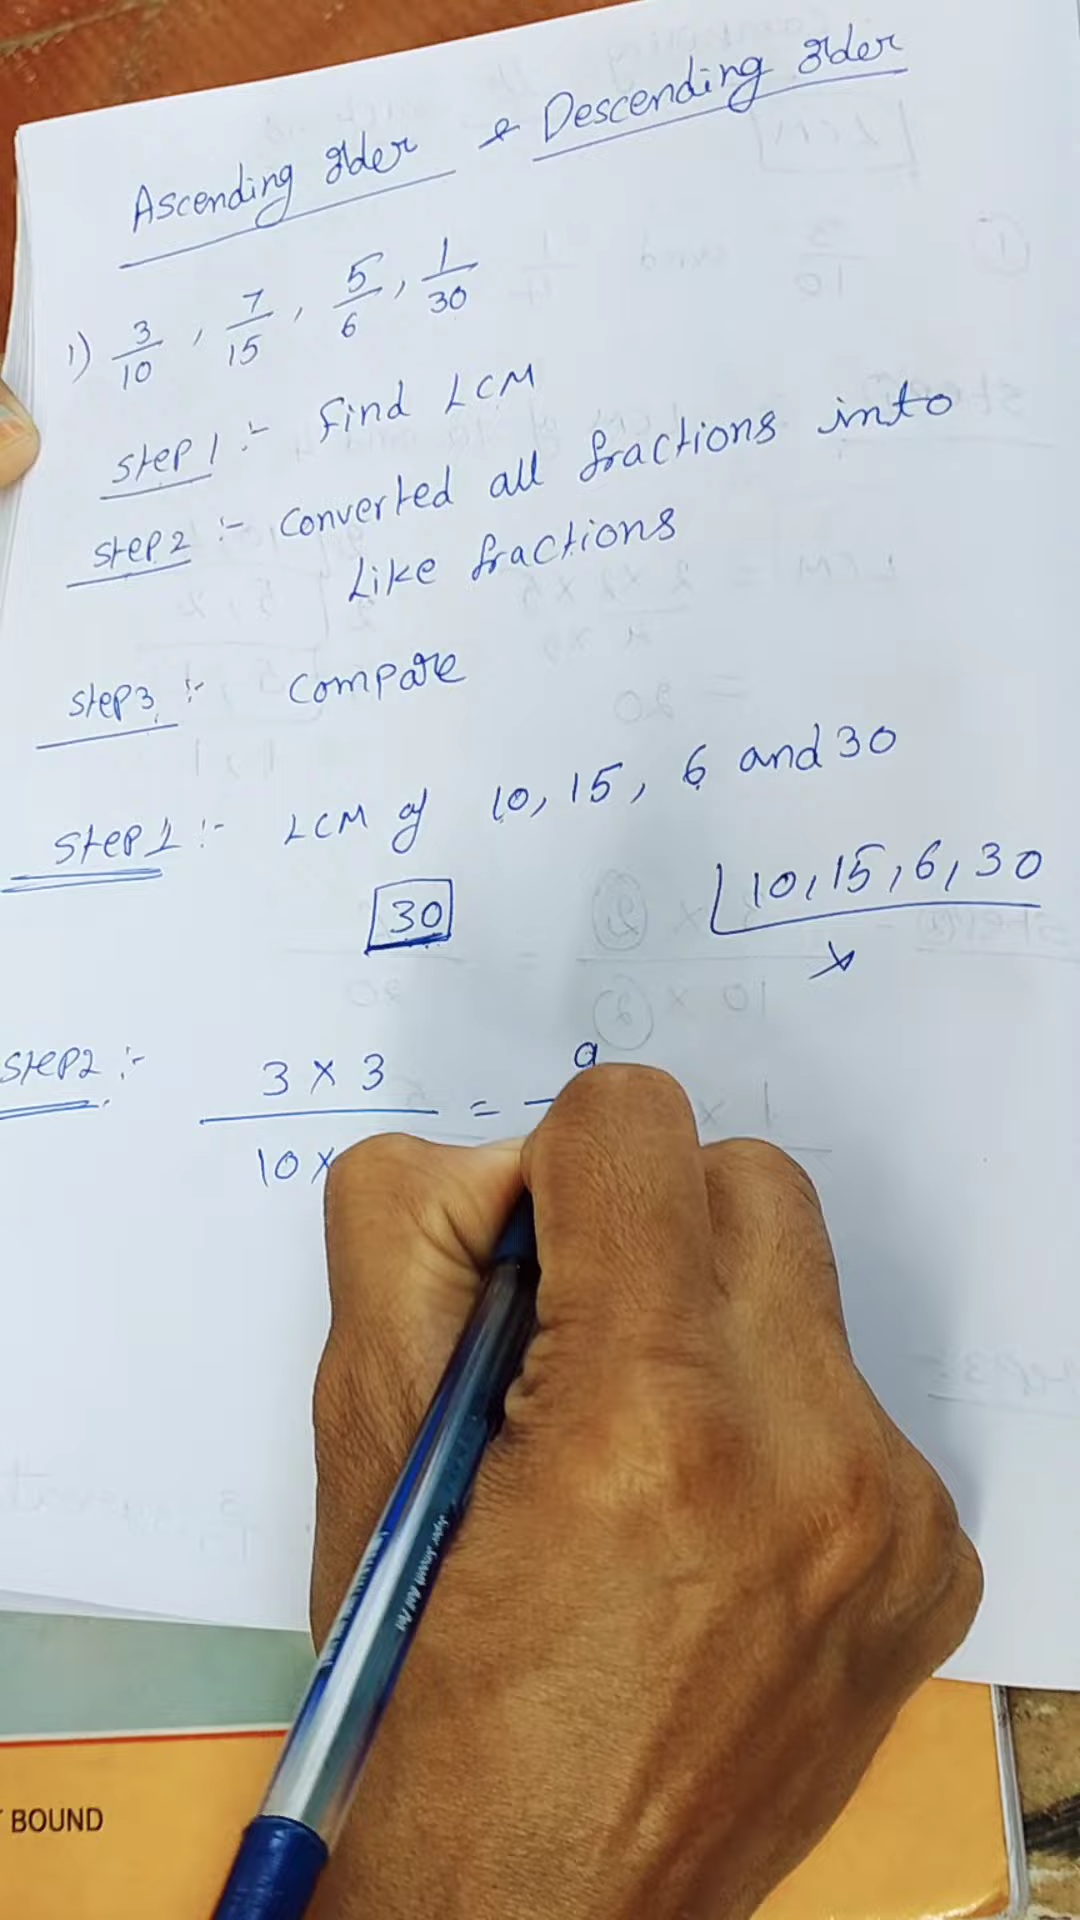 Ascending order & Descending order
1) 3/10, 7/15, 5/6, 1/30
Step 1 :- Find LCM
Step 2 :- Converted all fractions into
Like fractions
Step 3 :- Compare
Step 1 :- LCM of 10, 15, 6 and 30
30
10, 15, 6, 30
Step 2 :- 3 × 3 / 10 × = 9
BOUND